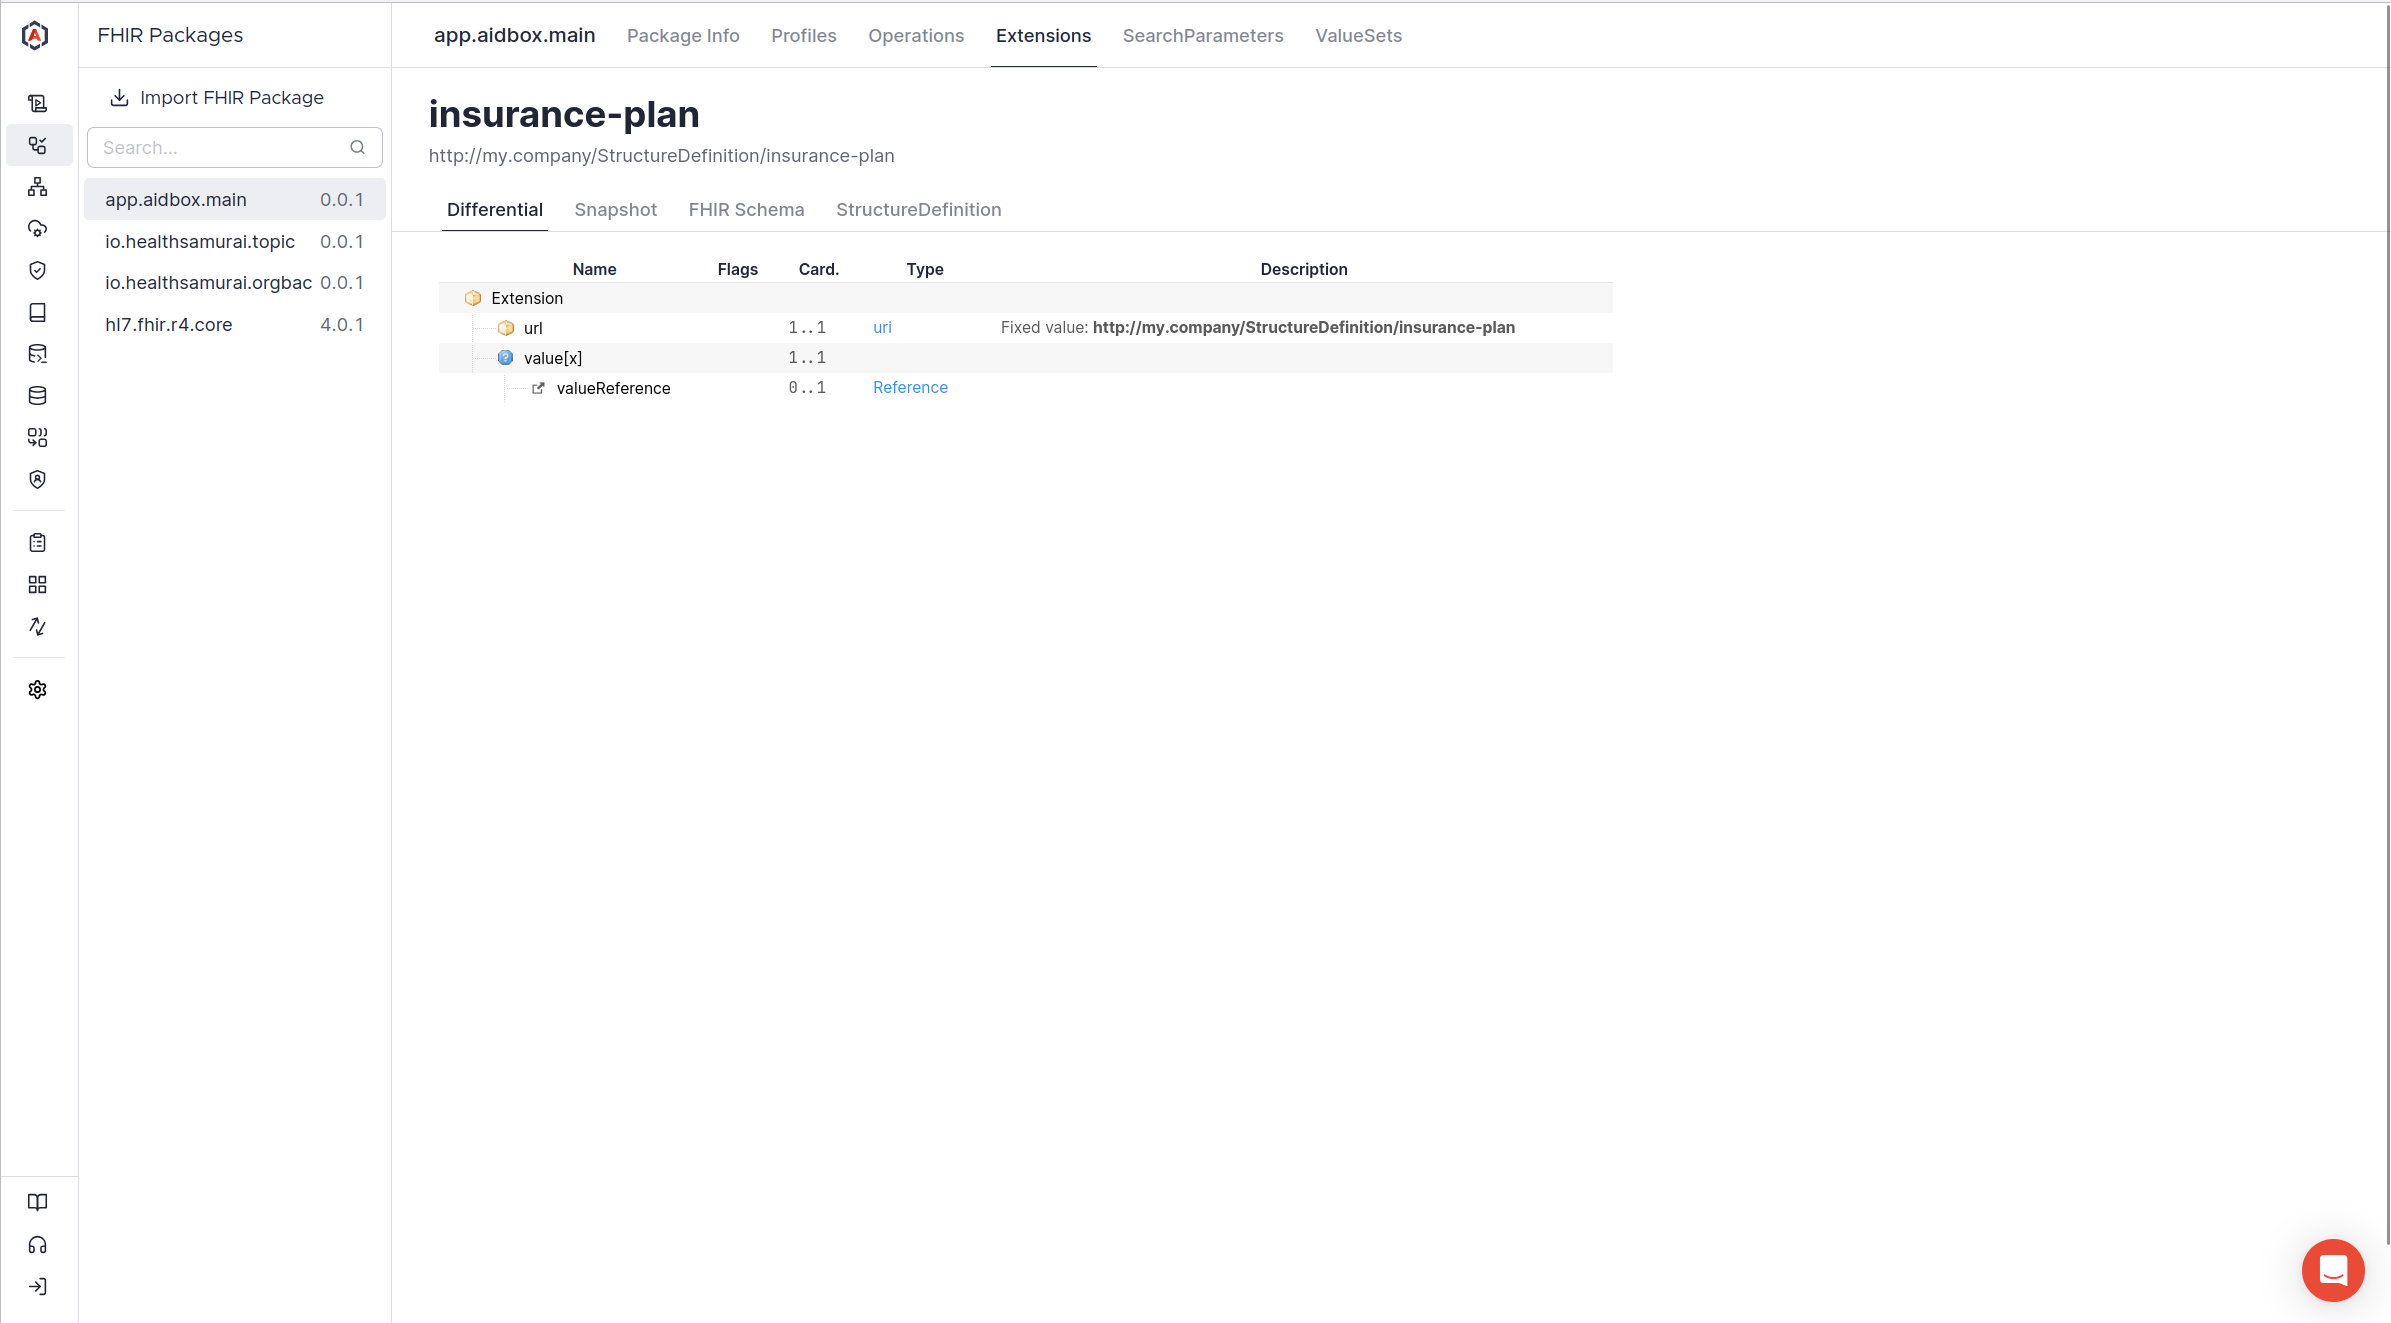 FHIR Packages
Import FHIR Package
Search...
app.aidbox.main 0.0.1
io.healthsamurai.topic 0.0.1
io.healthsamurai.orgbac 0.0.1
hl7.fhir.r4.core 4.0.1
app.aidbox.main Package Info Profiles Operations Extensions SearchParameters ValueSets
insurance-plan
http://my.company/StructureDefinition/insurance-plan
Differential Snapshot FHIR Schema StructureDefinition
Name Flags Card. Type Description
Extension
url 1..1 uri Fixed value: http://my.company/StructureDefinition/insurance-plan
value[x] 1..1
valueReference 0..1 Reference